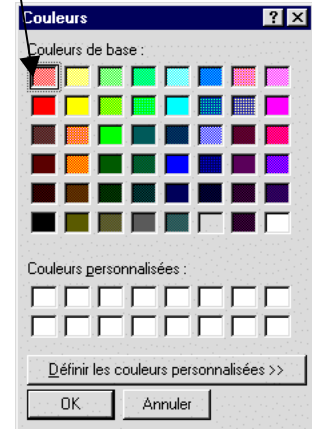 Couleurs
Couleurs de base :
Couleurs personnalisées :
Définir les couleurs personnalisées >>
OK Annuler